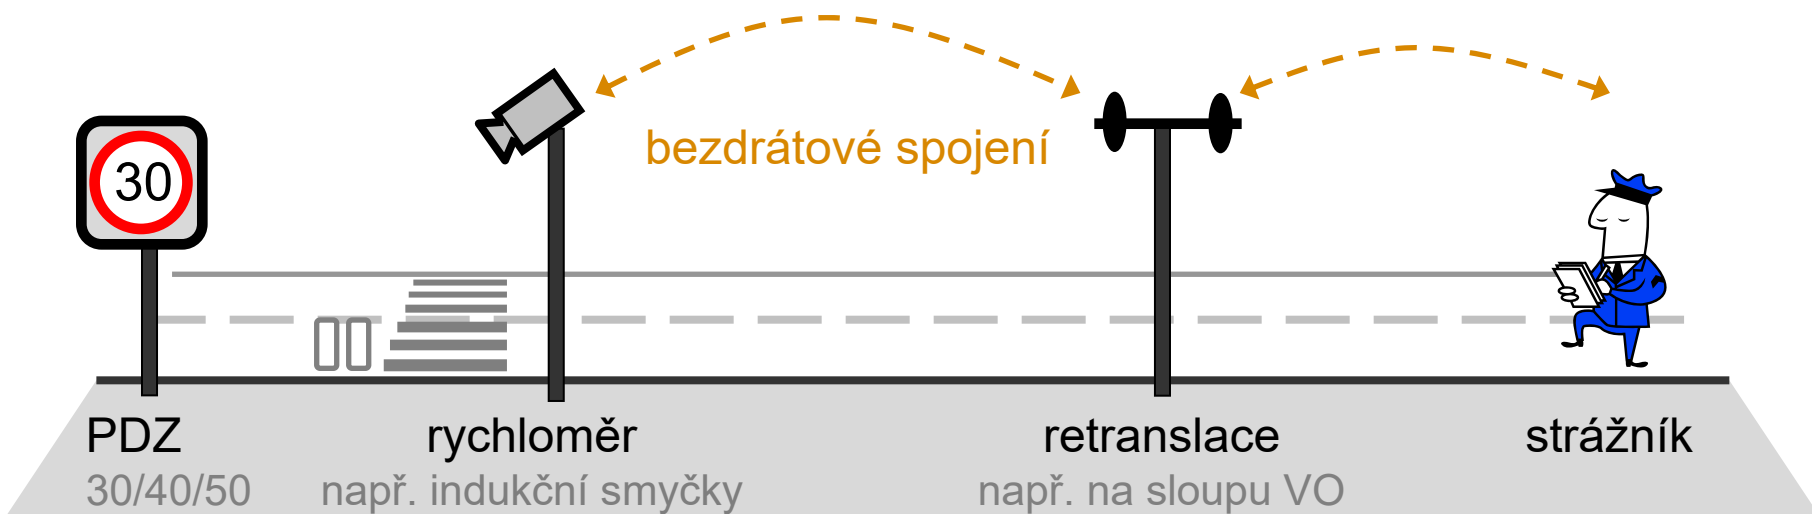 bezdrátové spojení
30
PDZ
rychloměr
retranslace
strážník
30/40/50
např. indukční smyčky
např. na sloupu VO